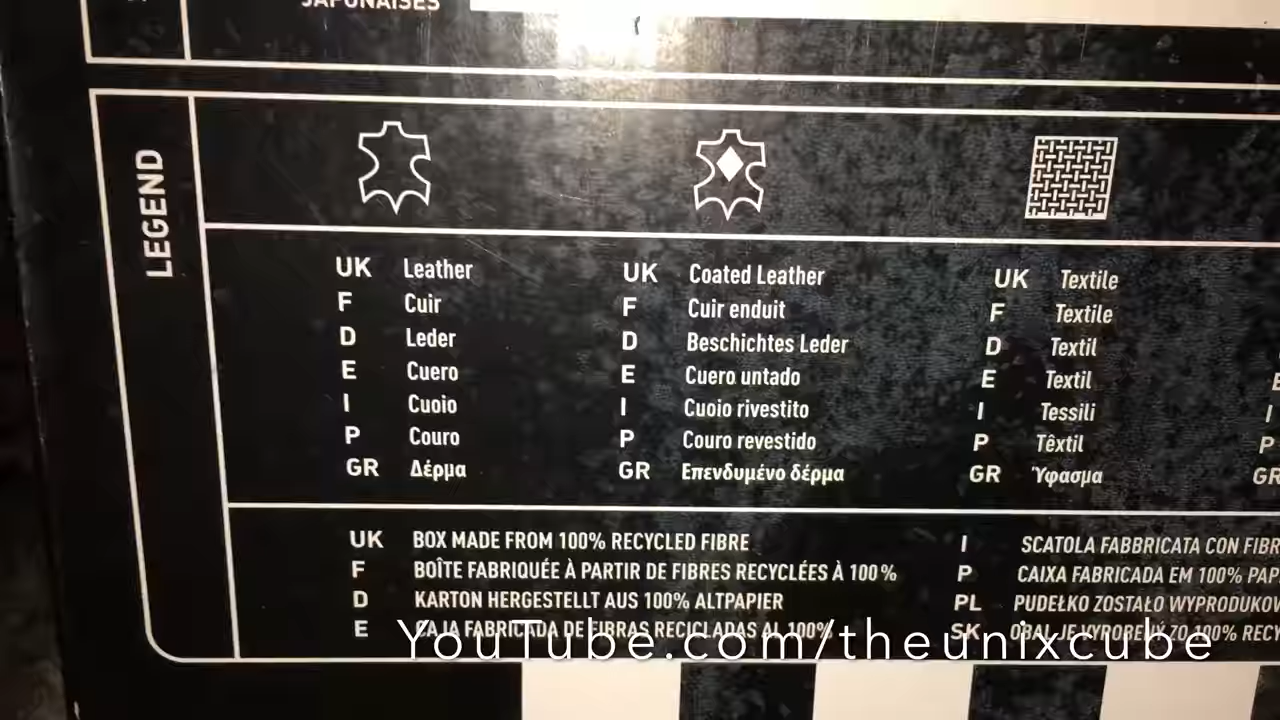 JAPONAISES
LEGEND
UK Leather
F Cuir
D Leder
E Cuero
I Cuoio
P Couro
GR Δέρμα
UK Coated Leather
F Cuir enduit
D Beschichtes Leder
E Cuero untado
I Cuoio rivestito
P Couro revestido
GR Επενδυμένο δέρμα
UK Textile
F Textile
D Textil
E Textil
I Tessili
P Têxtil
GR Ύφασμα
E
I
P
GR
UK BOX MADE FROM 100% RECYCLED FIBRE
F BOÎTE FABRIQUÉE À PARTIR DE FIBRES RECYCLÉES À 100%
D KARTON HERGESTELLT AUS 100% ALTPAPIER
E CAJA FABRICADA DE FIBRAS RECICLADAS AL 100%
I SCATOLA FABBRICATA CON FIBR
P CAIXA FABRICADA EM 100% PAP
PL PUDEŁKO ZOSTAŁO WYPRODUKOW
SK OBAL JE VYROBENÝ ZO 100% RECY
YouTube.com/theunixcube